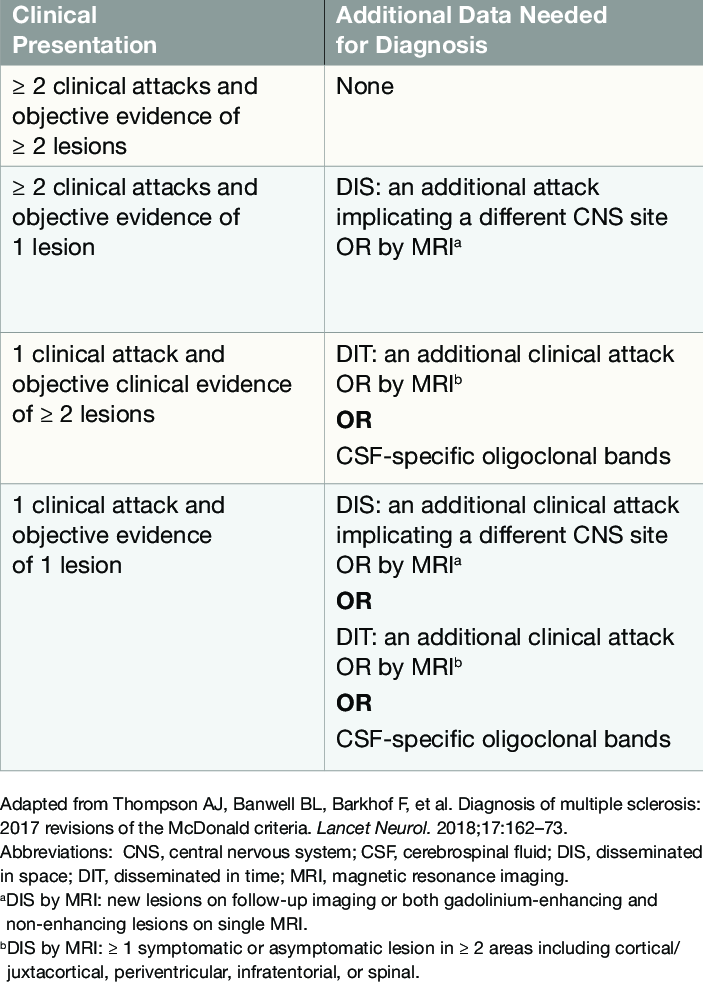 Clinical
Presentation
Additional Data Needed
for Diagnosis
≥ 2 clinical attacks and
objective evidence of
≥ 2 lesions
None
≥ 2 clinical attacks and
objective evidence of
1 lesion
DIS: an additional attack
implicating a different CNS site
OR by MRIᵃ
1 clinical attack and
objective clinical evidence
of ≥ 2 lesions
DIT: an additional clinical attack
OR by MRIᵇ
OR
CSF-specific oligoclonal bands
1 clinical attack and
objective evidence
of 1 lesion
DIS: an additional clinical attack
implicating a different CNS site
OR by MRIᵃ
OR
DIT: an additional clinical attack
OR by MRIᵇ
OR
CSF-specific oligoclonal bands
Adapted from Thompson AJ, Banwell BL, Barkhof F, et al. Diagnosis of multiple sclerosis:
2017 revisions of the McDonald criteria. Lancet Neurol. 2018;17:162–73.
Abbreviations: CNS, central nervous system; CSF, cerebrospinal fluid; DIS, disseminated
in space; DIT, disseminated in time; MRI, magnetic resonance imaging.
ᵃDIS by MRI: new lesions on follow-up imaging or both gadolinium-enhancing and
non-enhancing lesions on single MRI.
ᵇDIS by MRI: ≥ 1 symptomatic or asymptomatic lesion in ≥ 2 areas including cortical/
juxtacortical, periventricular, infratentorial, or spinal.